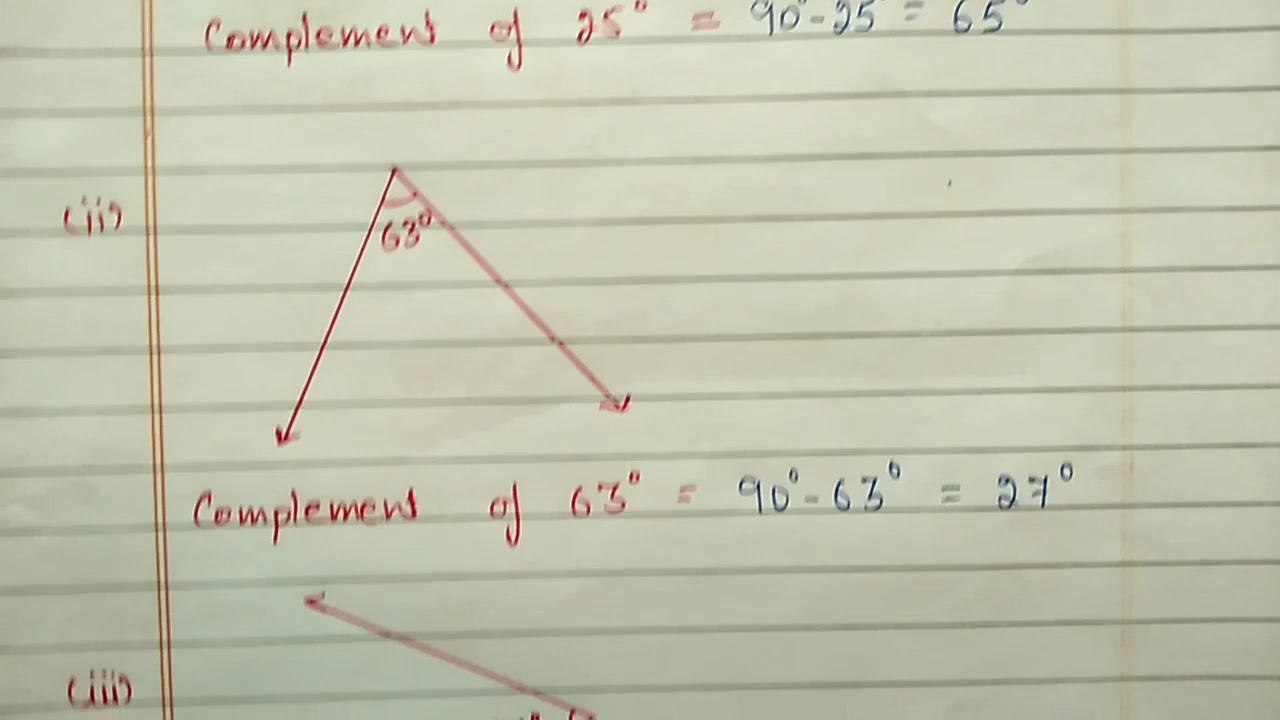 Complement of 25° = 90° - 25° = 65°
(ii)
63°
Complement of 63° = 90° - 63° = 27°
(iii)